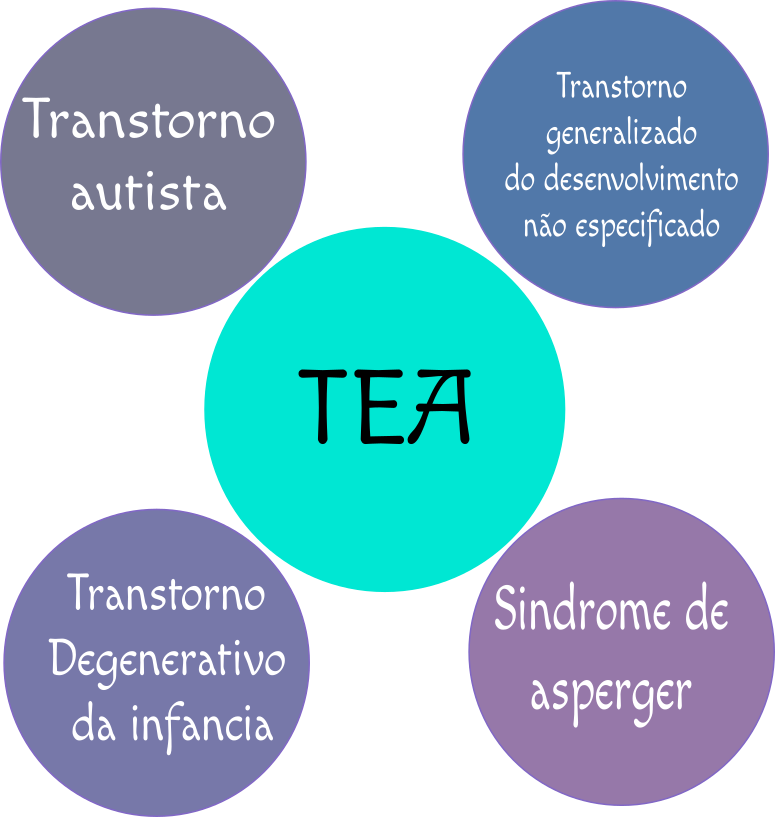 Transtorno
autista
Transtorno
generalizado
do desenvolvimento
não especificado
TEA
Transtorno
Degenerativo
da infancia
Sindrome de
asperger